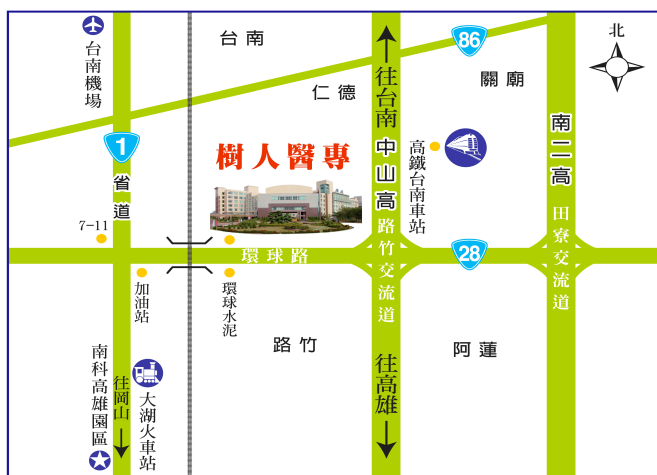 台南
86
北
台南機場
往台南
關廟
仁德
1
省道
樹人醫專
中山高
高鐵台南車站
南二高
7-11
環球路
路竹交流道
28
田寮交流道
加油站
環球水泥
路竹
阿蓮
南科高雄園區
往岡山
大湖火車站
往高雄